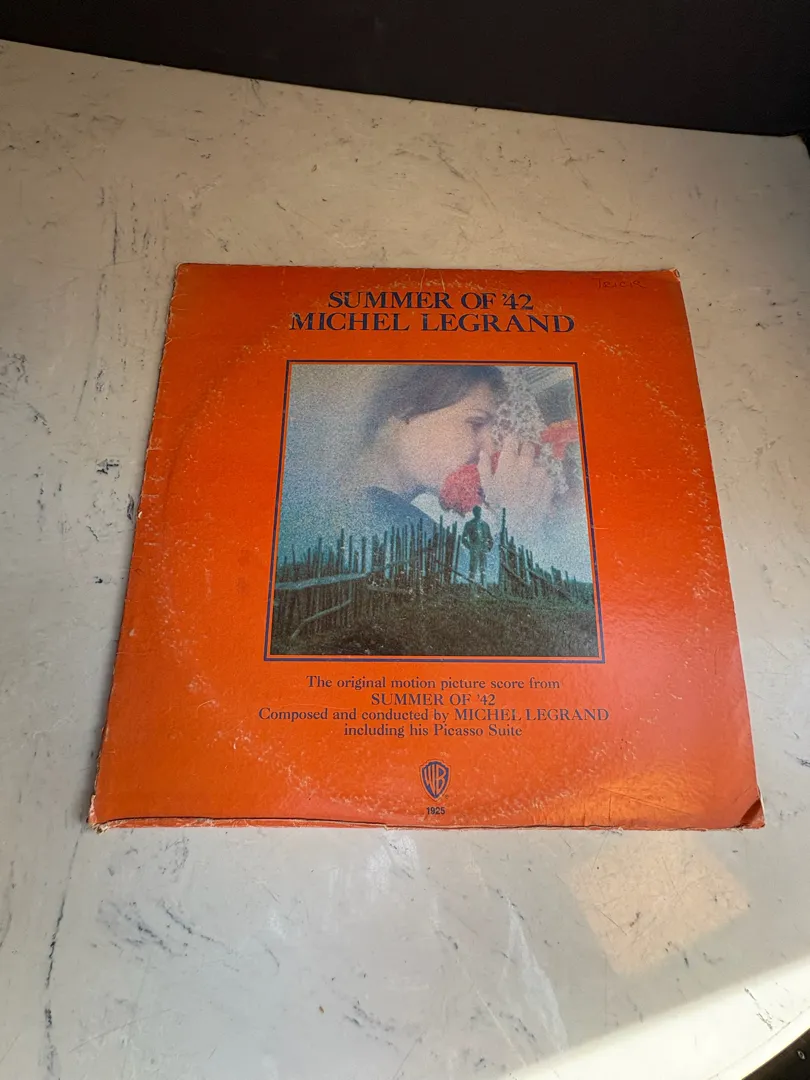 SUMMER OF '42
MICHEL LEGRAND
The original motion picture score from
SUMMER OF '42
Composed and conducted by MICHEL LEGRAND
including his Picasso Suite
WB
1925